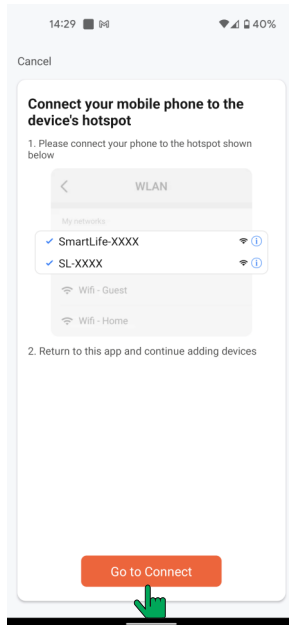 14:29 40%
Cancel
Connect your mobile phone to the
device's hotspot
1. Please connect your phone to the hotspot shown
below
WLAN
My networks
SmartLife-XXXX
SL-XXXX
Wifi - Guest
Wifi - Home
2. Return to this app and continue adding devices
Go to Connect